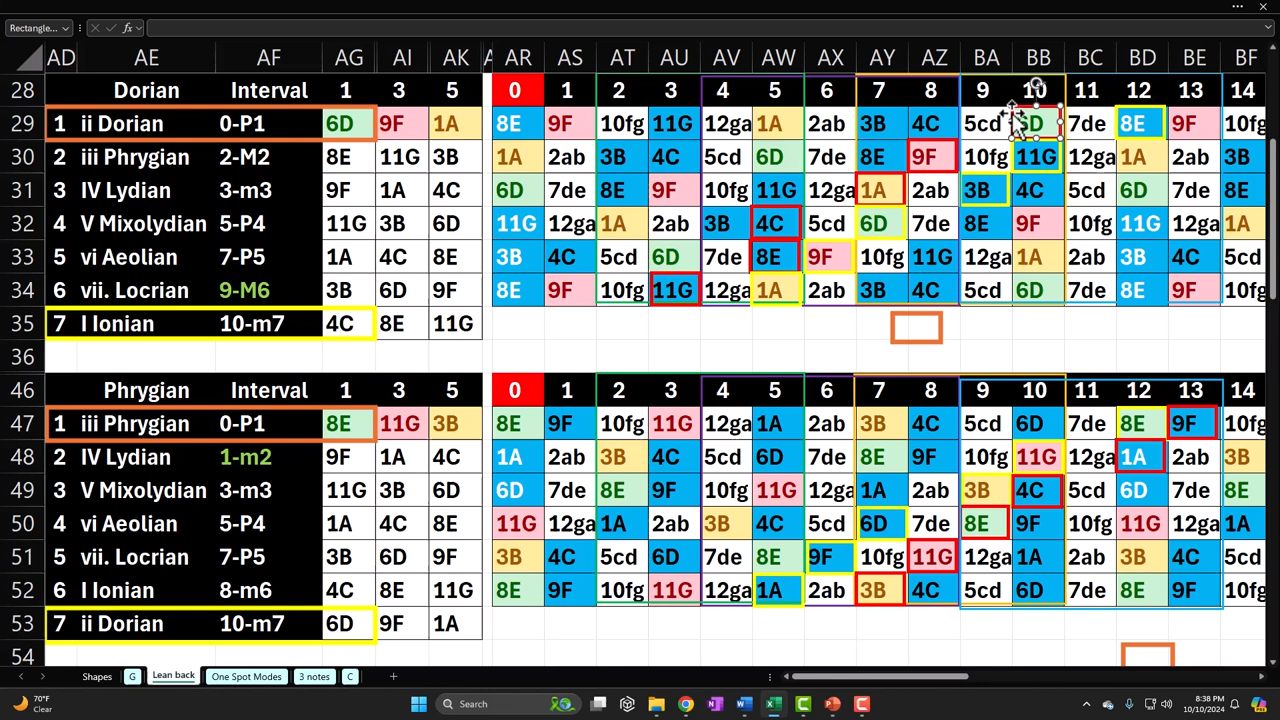 Rectangle... fx
AD AE AF AG AI AK AR AS AT AU AV AW AX AY AZ BA BB BC BD BE BF
28 Dorian Interval 1 3 5 0 1 2 3 4 5 6 7 8 9 10 11 12 13 14
29 1 ii Dorian 0-P1 6D 9F 1A 8E 9F 10fg 11G 12ga 1A 2ab 3B 4C 5cd 6D 7de 8E 9F 10fg
30 2 iii Phrygian 2-M2 8E 11G 3B 1A 2ab 3B 4C 5cd 6D 7de 8E 9F 10fg 11G 12ga 1A 2ab 3B
31 3 IV Lydian 3-m3 9F 1A 4C 6D 7de 8E 9F 10fg 11G 12ga 1A 2ab 3B 4C 5cd 6D 7de 8E
32 4 V Mixolydian 5-P4 11G 3B 6D 11G 12ga 1A 2ab 3B 4C 5cd 6D 7de 8E 9F 10fg 11G 12ga 1A
33 5 vi Aeolian 7-P5 1A 4C 8E 3B 4C 5cd 6D 7de 8E 9F 10fg 11G 12ga 1A 2ab 3B 4C 5cd
34 6 vii. Locrian 9-M6 3B 6D 9F 8E 9F 10fg 11G 12ga 1A 2ab 3B 4C 5cd 6D 7de 8E 9F 10fg
35 7 I Ionian 10-m7 4C 8E 11G
36
46 Phrygian Interval 1 3 5 0 1 2 3 4 5 6 7 8 9 10 11 12 13 14
47 1 iii Phrygian 0-P1 8E 11G 3B 8E 9F 10fg 11G 12ga 1A 2ab 3B 4C 5cd 6D 7de 8E 9F 10fg
48 2 IV Lydian 1-m2 9F 1A 4C 1A 2ab 3B 4C 5cd 6D 7de 8E 9F 10fg 11G 12ga 1A 2ab 3B
49 3 V Mixolydian 3-m3 11G 3B 6D 6D 7de 8E 9F 10fg 11G 12ga 1A 2ab 3B 4C 5cd 6D 7de 8E
50 4 vi Aeolian 5-P4 1A 4C 8E 11G 12ga 1A 2ab 3B 4C 5cd 6D 7de 8E 9F 10fg 11G 12ga 1A
51 5 vii. Locrian 7-P5 3B 6D 9F 3B 4C 5cd 6D 7de 8E 9F 10fg 11G 12ga 1A 2ab 3B 4C 5cd
52 6 I Ionian 8-m6 4C 8E 11G 8E 9F 10fg 11G 12ga 1A 2ab 3B 4C 5cd 6D 7de 8E 9F 10fg
53 7 ii Dorian 10-m7 6D 9F 1A
54
Shapes G Lean back One Spot Modes 3 notes C
70°F
Clear
Search
8:38 PM
10/10/2024